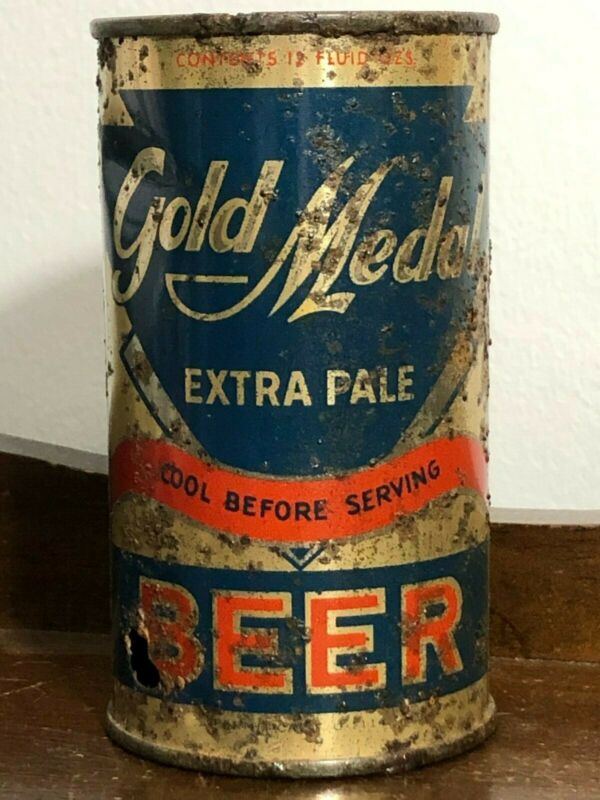 CONTENTS 12 FLUID OZS.
Gold Medal
EXTRA PALE
COOL BEFORE SERVING
BEER